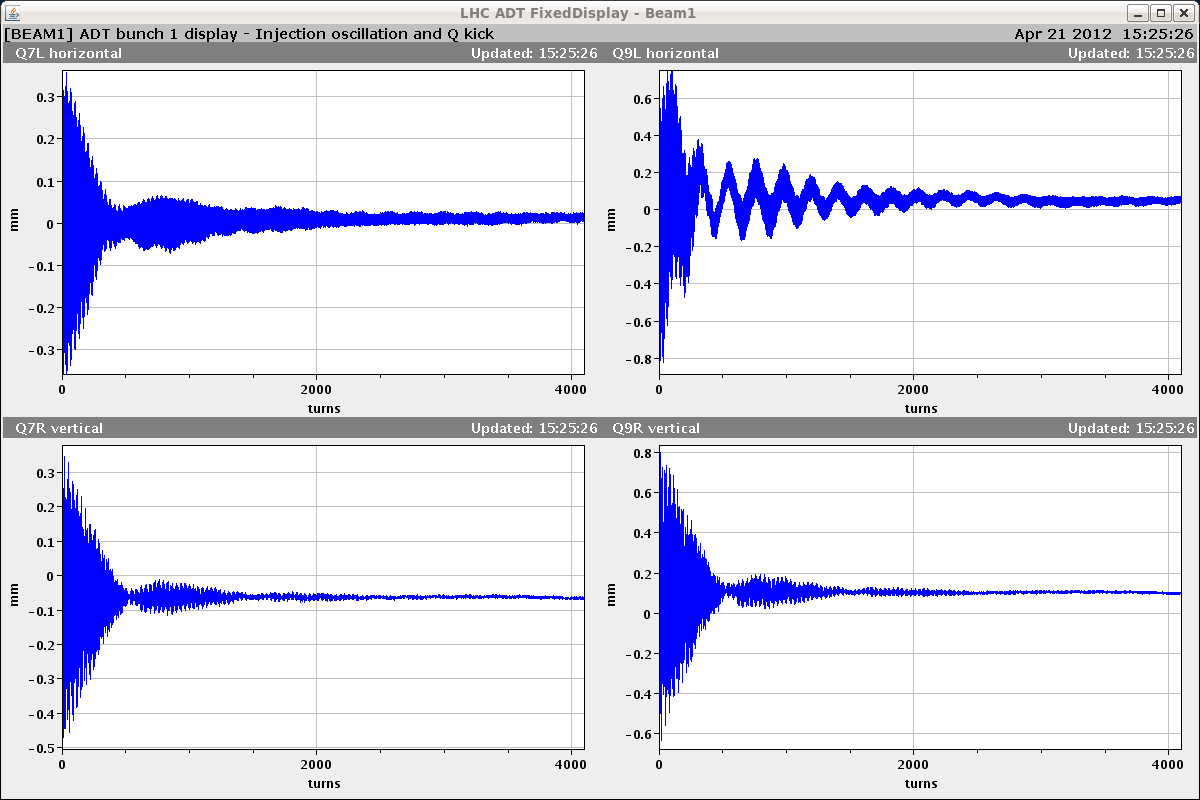 LHC ADT FixedDisplay - Beam1
[BEAM1] ADT bunch 1 display - Injection oscillation and Q kick Apr 21 2012 15:25:26
Q7L horizontal Updated: 15:25:26
0.3
0.2
0.1
0
-0.1
-0.2
-0.3
mm
0 2000 4000
turns
Q9L horizontal Updated: 15:25:26
0.6
0.4
0.2
0
-0.2
-0.4
-0.6
-0.8
mm
0 2000 4000
turns
Q7R vertical Updated: 15:25:26
0.3
0.2
0.1
0
-0.1
-0.2
-0.3
-0.4
-0.5
mm
0 2000 4000
turns
Q9R vertical Updated: 15:25:26
0.8
0.6
0.4
0.2
0
-0.2
-0.4
-0.6
mm
0 2000 4000
turns